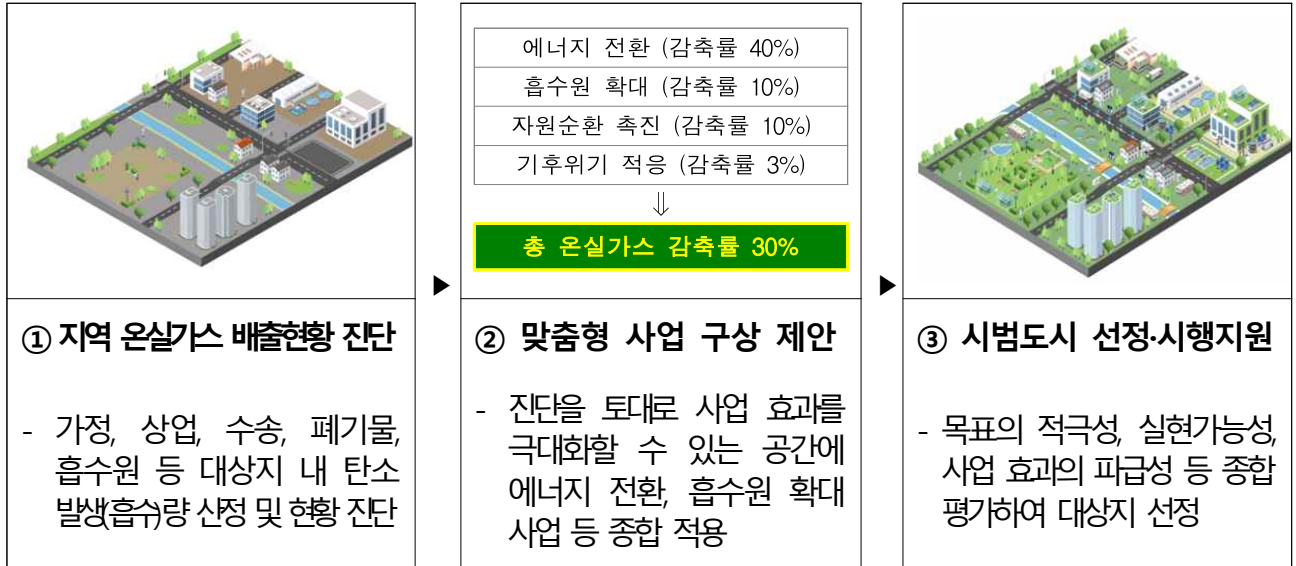 에너지 전환 (감축률 40%)
흡수원 확대 (감축률 10%)
자원순환 촉진 (감축률 10%)
기후위기 적응 (감축률 3%)
⇓
총 온실가스 감축률 30%
▶
▶
① 지역 온실가스 배출현황 진단
- 가정, 상업, 수송, 폐기물,
흡수원 등 대상지 내 탄소
발생(흡수)량 산정 및 현황 진단
② 맞춤형 사업 구상 제안
- 진단을 토대로 사업 효과를
극대화할 수 있는 공간에
에너지 전환, 흡수원 확대
사업 등 종합 적용
③ 시범도시 선정·시행지원
- 목표의 적극성, 실현가능성,
사업 효과의 파급성 등 종합
평가하여 대상지 선정